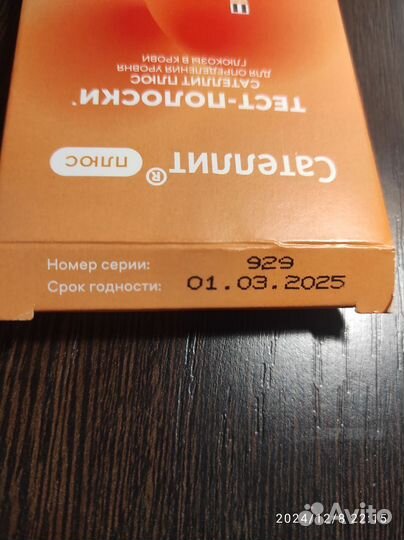 Сателлит® плюс
ТЕСТ-ПОЛОСКИ
САТЕЛЛИТ ПЛЮС
ДЛЯ ОПРЕДЕЛЕНИЯ УРОВНЯ
ГЛЮКОЗЫ В КРОВИ
Номер серии: 929
Срок годности: 01.03.2025
2024/12/8 22:15
Avito